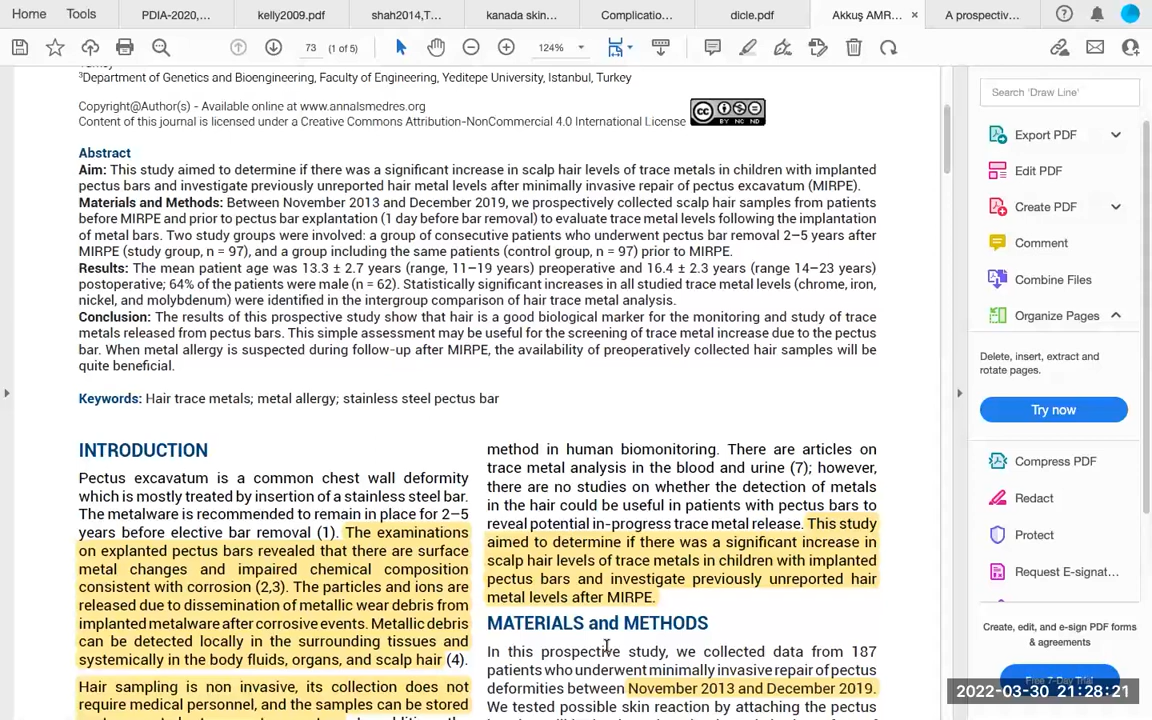 Home
Tools
PDIA-2020,...
kelly2009.pdf
shah2014,T...
kanada skin...
Complicatio...
dicle.pdf
Akkuş AMR...
A prospectiv...
73
(1 of 5)
124%
³Department of Genetics and Bioengineering, Faculty of Engineering, Yeditepe University, Istanbul, Turkey
Copyright@Author(s) - Available online at www.annalsmedres.org
Content of this journal is licensed under a Creative Commons Attribution-NonCommercial 4.0 International License
CC
BY NC ND
Abstract
Aim: This study aimed to determine if there was a significant increase in scalp hair levels of trace metals in children with implanted
pectus bars and investigate previously unreported hair metal levels after minimally invasive repair of pectus excavatum (MIRPE).
Materials and Methods: Between November 2013 and December 2019, we prospectively collected scalp hair samples from patients
before MIRPE and prior to pectus bar explantation (1 day before bar removal) to evaluate trace metal levels following the implantation
of metal bars. Two study groups were involved: a group of consecutive patients who underwent pectus bar removal 2–5 years after
MIRPE (study group, n = 97), and a group including the same patients (control group, n = 97) prior to MIRPE.
Results: The mean patient age was 13.3 ± 2.7 years (range, 11–19 years) preoperative and 16.4 ± 2.3 years (range 14–23 years)
postoperative; 64% of the patients were male (n = 62). Statistically significant increases in all studied trace metal levels (chrome, iron,
nickel, and molybdenum) were identified in the intergroup comparison of hair trace metal analysis.
Conclusion: The results of this prospective study show that hair is a good biological marker for the monitoring and study of trace
metals released from pectus bars. This simple assessment may be useful for the screening of trace metal increase due to the pectus
bar. When metal allergy is suspected during follow-up after MIRPE, the availability of preoperatively collected hair samples will be
quite beneficial.
Keywords: Hair trace metals; metal allergy; stainless steel pectus bar
INTRODUCTION
Pectus excavatum is a common chest wall deformity
which is mostly treated by insertion of a stainless steel bar.
The metalware is recommended to remain in place for 2–5
years before elective bar removal (1). The examinations
on explanted pectus bars revealed that there are surface
metal changes and impaired chemical composition
consistent with corrosion (2,3). The particles and ions are
released due to dissemination of metallic wear debris from
implanted metalware after corrosive events. Metallic debris
can be detected locally in the surrounding tissues and
systemically in the body fluids, organs, and scalp hair (4).
Hair sampling is non invasive, its collection does not
require medical personnel, and the samples can be stored
method in human biomonitoring. There are articles on
trace metal analysis in the blood and urine (7); however,
there are no studies on whether the detection of metals
in the hair could be useful in patients with pectus bars to
reveal potential in-progress trace metal release. This study
aimed to determine if there was a significant increase in
scalp hair levels of trace metals in children with implanted
pectus bars and investigate previously unreported hair
metal levels after MIRPE.
MATERIALS and METHODS
In this prospective study, we collected data from 187
patients who underwent minimally invasive repair of pectus
deformities between November 2013 and December 2019.
We tested possible skin reaction by attaching the pectus
Search 'Draw Line'
Export PDF
Edit PDF
Create PDF
Comment
Combine Files
Organize Pages
Delete, insert, extract and
rotate pages.
Try now
Compress PDF
Redact
Protect
Request E-signat...
Create, edit, and e-sign PDF forms
& agreements
Free 7-Day Trial
2022-03-30 21:28:21